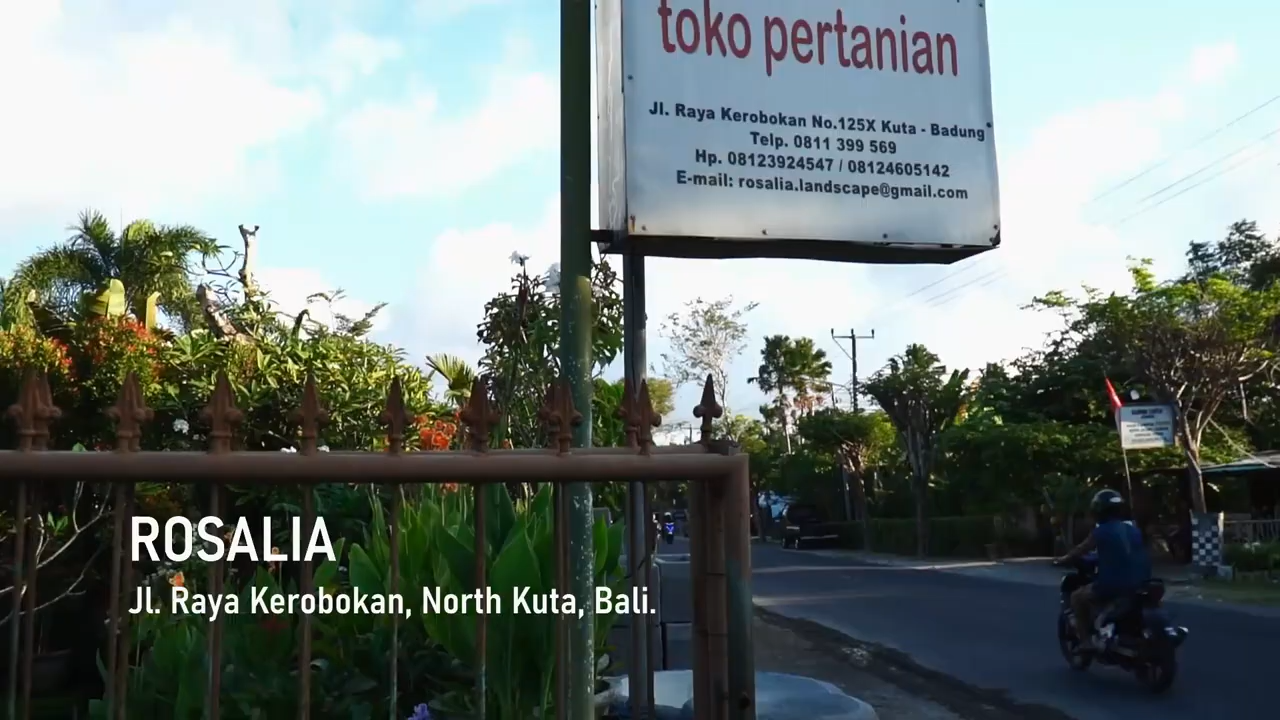 toko pertanian
Jl. Raya Kerobokan No.125X Kuta - Badung
Telp. 0811 399 569
Hp. 08123924547 / 08124605142
E-mail: rosalia.landscape@gmail.com
ROSALIA
Jl. Raya Kerobokan, North Kuta, Bali.